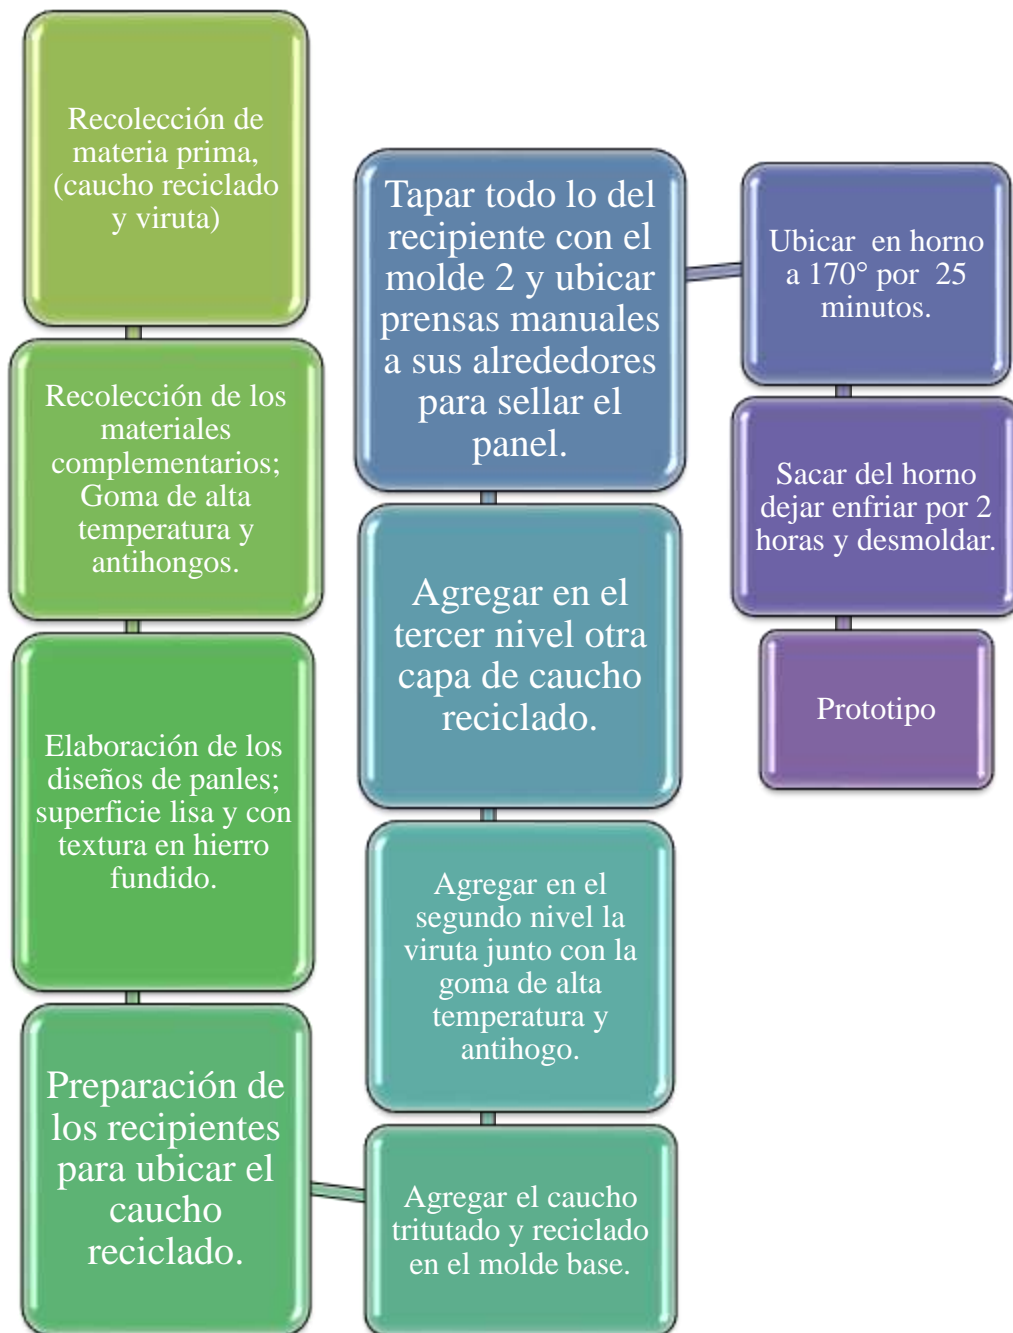 Recolección de
materia prima,
(caucho reciclado
y viruta)
Recolección de los
materiales
complementarios;
Goma de alta
temperatura y
antihongos.
Elaboración de los
diseños de panles;
superficie lisa y con
textura en hierro
fundido.
Preparación de
los recipientes
para ubicar el
caucho
reciclado.
Agregar el caucho
tritutado y reciclado
en el molde base.
Agregar en el
segundo nivel la
viruta junto con la
goma de alta
temperatura y
antihogo.
Agregar en el
tercer nivel otra
capa de caucho
reciclado.
Tapar todo lo del
recipiente con el
molde 2 y ubicar
prensas manuales
a sus alrededores
para sellar el
panel.
Ubicar en horno
a 170° por 25
minutos.
Sacar del horno
dejar enfriar por 2
horas y desmoldar.
Prototipo